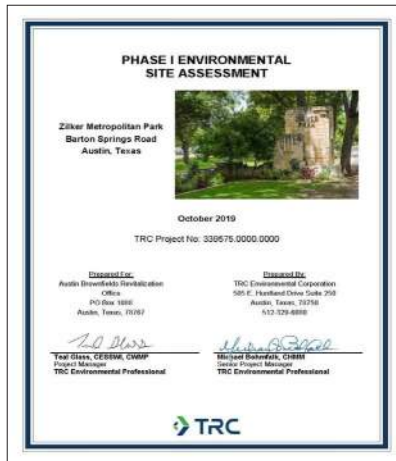 PHASE I ENVIRONMENTAL
SITE ASSESSMENT
Zilker Metropolitan Park
Barton Springs Road
Austin, Texas
ZILKER
PARK
October 2019
TRC Project No: 339575.0000.0000
Prepared For:
Austin Brownfields Revitalization
Office
PO Box 1088
Austin, Texas, 78767
Prepared By:
TRC Environmental Corporation
505 E. Huntland Drive Suite 250
Austin, Texas, 78758
512-329-6080
Teal Glass, CESSWI, CWMP
Project Manager
TRC Environmental Professional
Michael Bohmfalk, CHMM
Senior Project Manager
TRC Environmental Professional
TRC